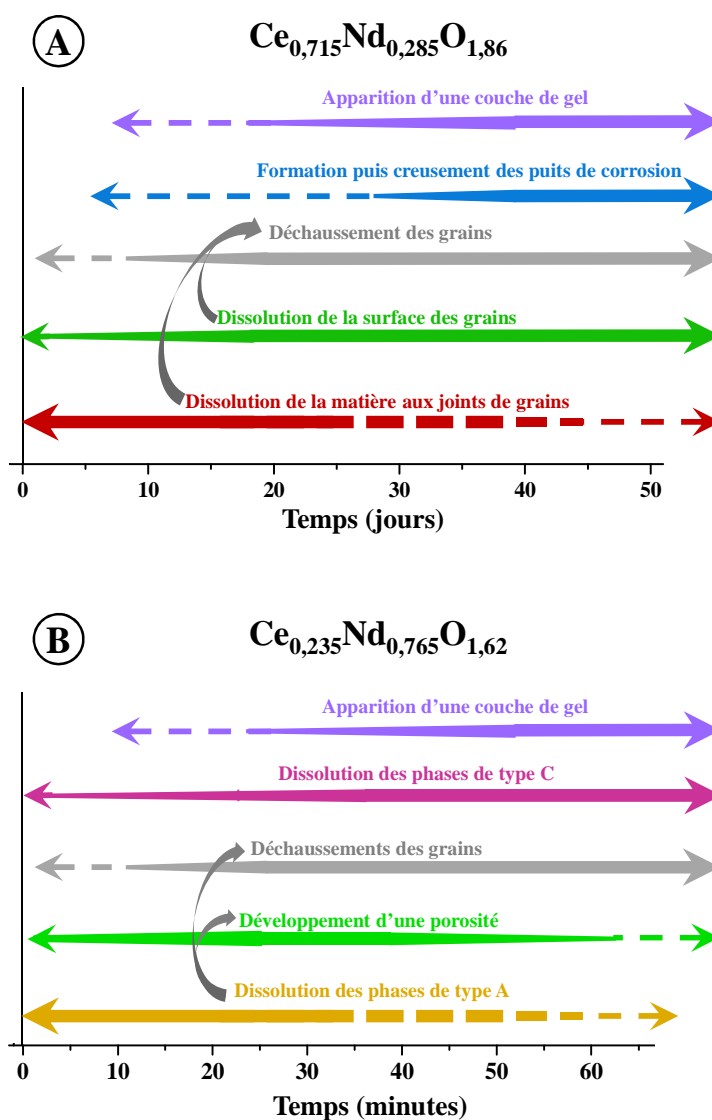 A
Ce0,715Nd0,285O1,86
Apparition d’une couche de gel
Formation puis creusement des puits de corrosion
Déchaussement des grains
Dissolution de la surface des grains
Dissolution de la matière aux joints de grains
0 10 20 30 40 50
Temps (jours)
B
Ce0,235Nd0,765O1,62
Apparition d’une couche de gel
Dissolution des phases de type C
Déchaussements des grains
Développement d’une porosité
Dissolution des phases de type A
0 10 20 30 40 50 60
Temps (minutes)